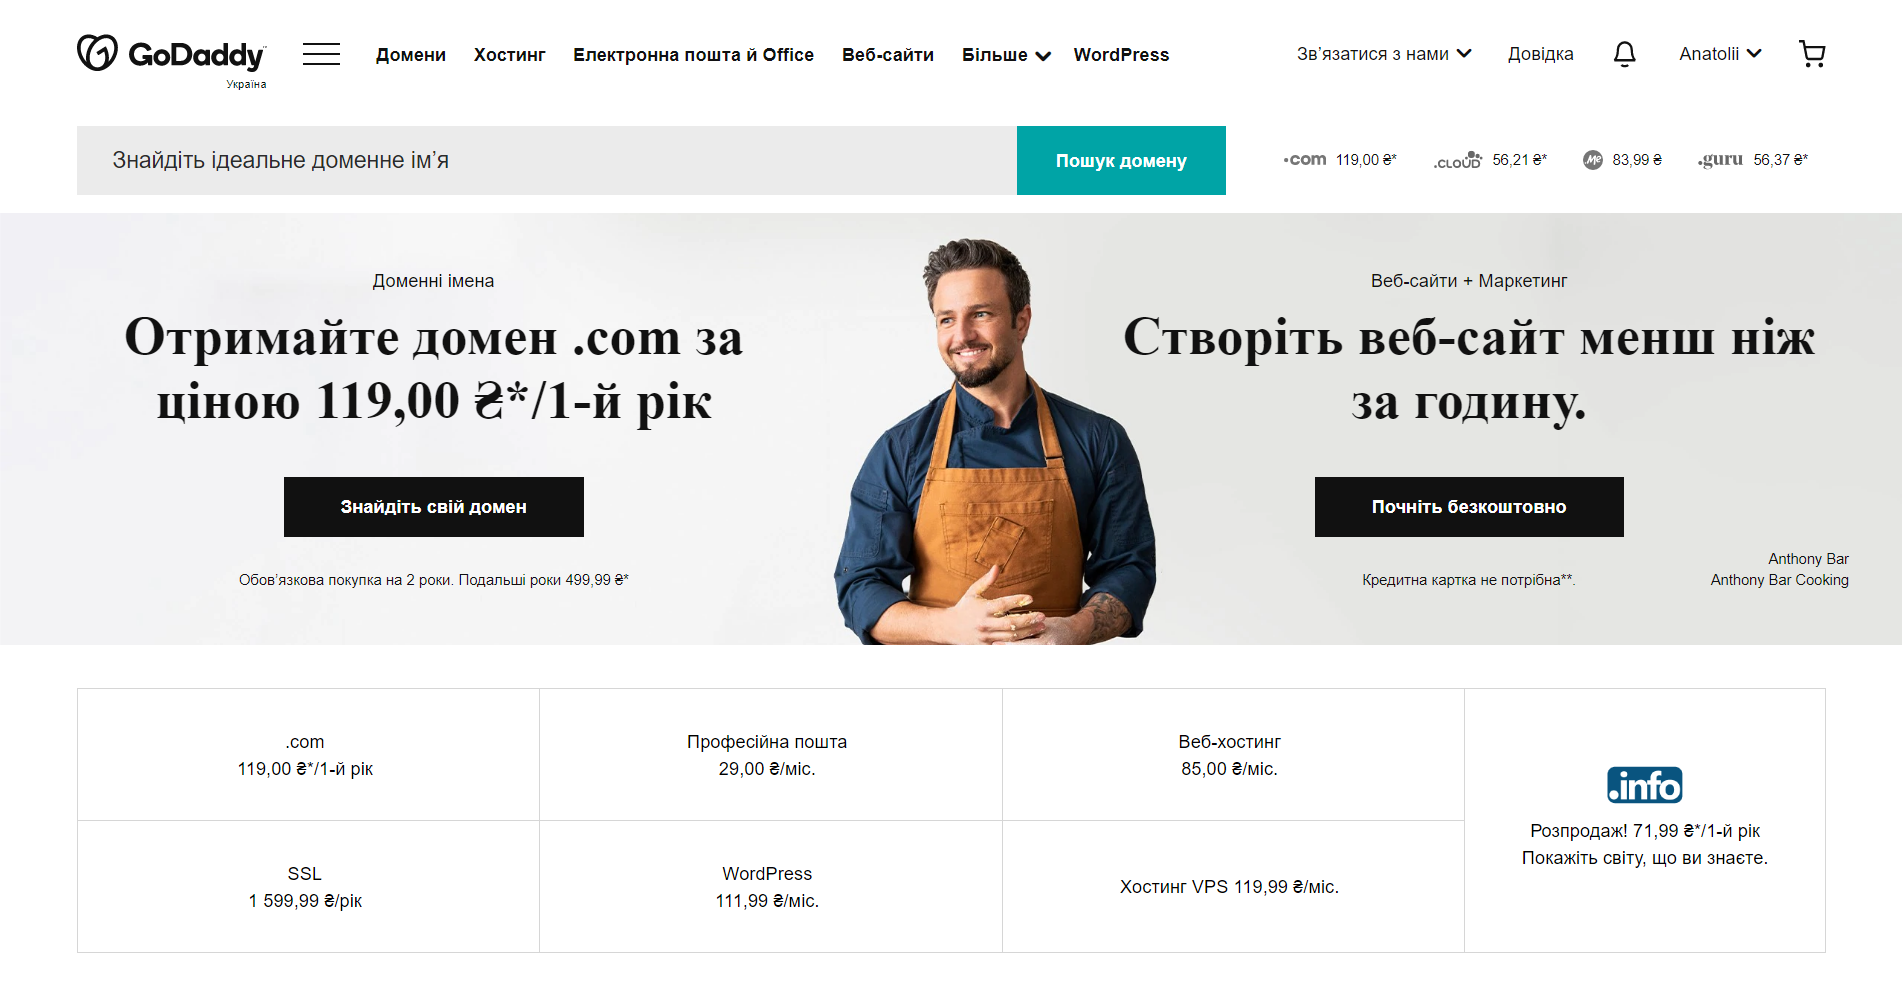 GoDaddy
Україна
Домени
Хостинг
Електронна пошта й Office
Веб-сайти
Більше
WordPress
Зв’язатися з нами
Довідка
Anatolii
Знайдіть ідеальне доменне ім’я
Пошук домену
.com 119,00 ₴*
.CLOUD 56,21 ₴*
Me 83,99 ₴
.guru 56,37 ₴*
Доменні імена
Отримайте домен .com за
ціною 119,00 ₴*/1-й рік
Знайдіть свій домен
Обов’язкова покупка на 2 роки. Подальші роки 499,99 ₴*
Веб-сайти + Маркетинг
Створіть веб-сайт менш ніж
за годину.
Почніть безкоштовно
Кредитна картка не потрібна**.
Anthony Bar
Anthony Bar Cooking
.com
119,00 ₴*/1-й рік
Професійна пошта
29,00 ₴/міс.
Веб-хостинг
85,00 ₴/міс.
SSL
1 599,99 ₴/рік
WordPress
111,99 ₴/міс.
Хостинг VPS 119,99 ₴/міс.
.info
Розпродаж! 71,99 ₴*/1-й рік
Покажіть світу, що ви знаєте.